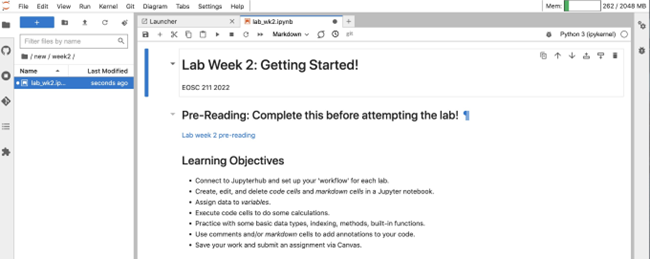 File Edit View Run Kernel Git Diagram Tabs Settings Help
Mem: 262 / 2048 MB
Launcher
lab_wk2.ipynb
Markdown
git
Python 3 (ipykernel)
Filter files by name
/ new / week2 /
Name Last Modified
lab_wk2.ip... seconds ago
Lab Week 2: Getting Started!
EOSC 211 2022
Pre-Reading: Complete this before attempting the lab! ¶
Lab week 2 pre-reading
Learning Objectives
• Connect to Jupyterhub and set up your 'workflow' for each lab.
• Create, edit, and delete code cells and markdown cells in a Jupyter notebook.
• Assign data to variables.
• Execute code cells to do some calculations.
• Practice with some basic data types, indexing, methods, built-in functions.
• Use comments and/or markdown cells to add annotations to your code.
• Save your work and submit an assignment via Canvas.